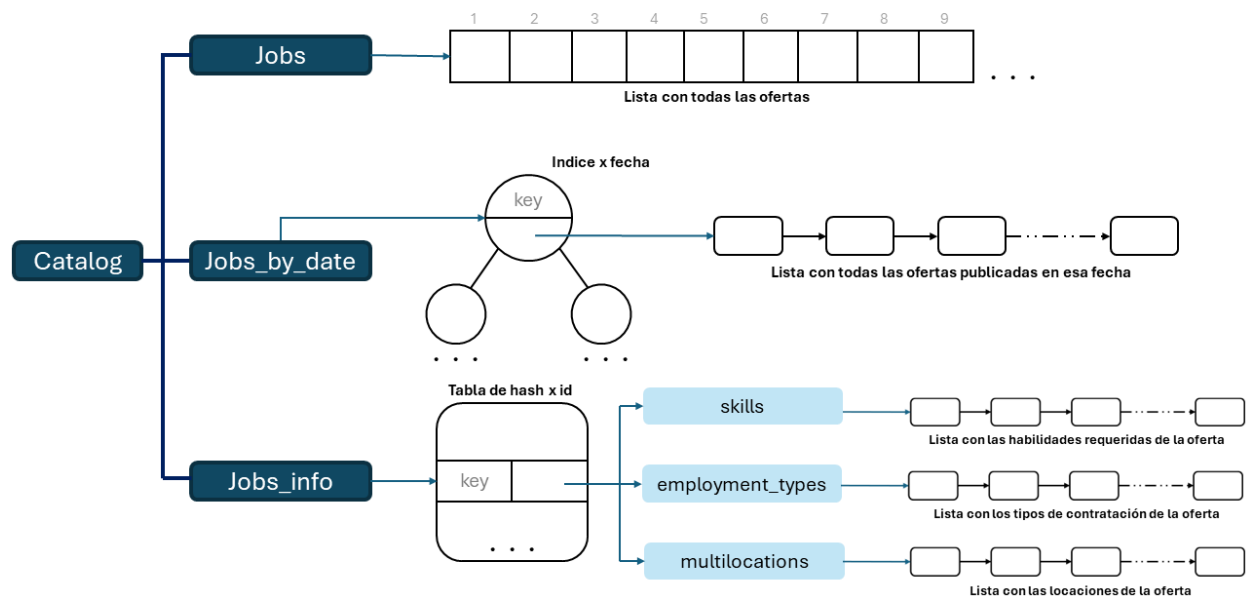 1 2 3 4 5 6 7 8 9
Jobs
. . .
Lista con todas las ofertas
Indice x fecha
key
Catalog
Jobs_by_date
Lista con todas las ofertas publicadas en esa fecha
. . .
. . .
Tabla de hash x id
skills
Lista con las habilidades requeridas de la oferta
Jobs_info
key
employment_types
Lista con los tipos de contratación de la oferta
. . .
multilocations
Lista con las locaciones de la oferta